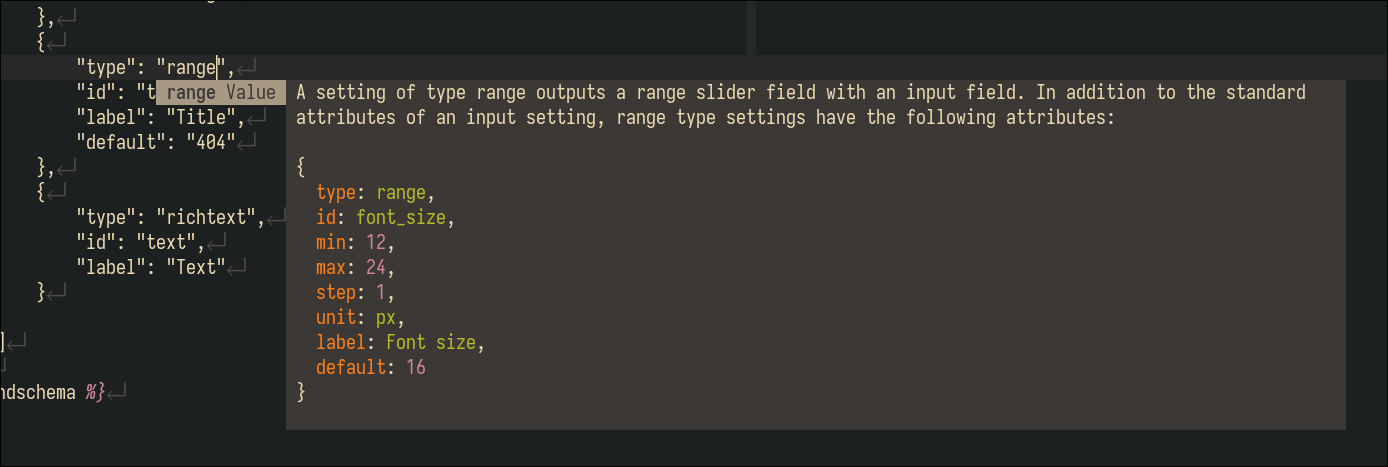 },↵
{↵
"type": "range",↵
"id": "t
range Value
"label": "Title",↵
"default": "404"↵
},↵
{↵
"type": "richtext",↵
"id": "text",↵
"label": "Text"↵
}↵
]↵
↵
ndschema %}↵
A setting of type range outputs a range slider field with an input field. In addition to the standard
attributes of an input setting, range type settings have the following attributes:
{
type: range,
id: font_size,
min: 12,
max: 24,
step: 1,
unit: px,
label: Font size,
default: 16
}